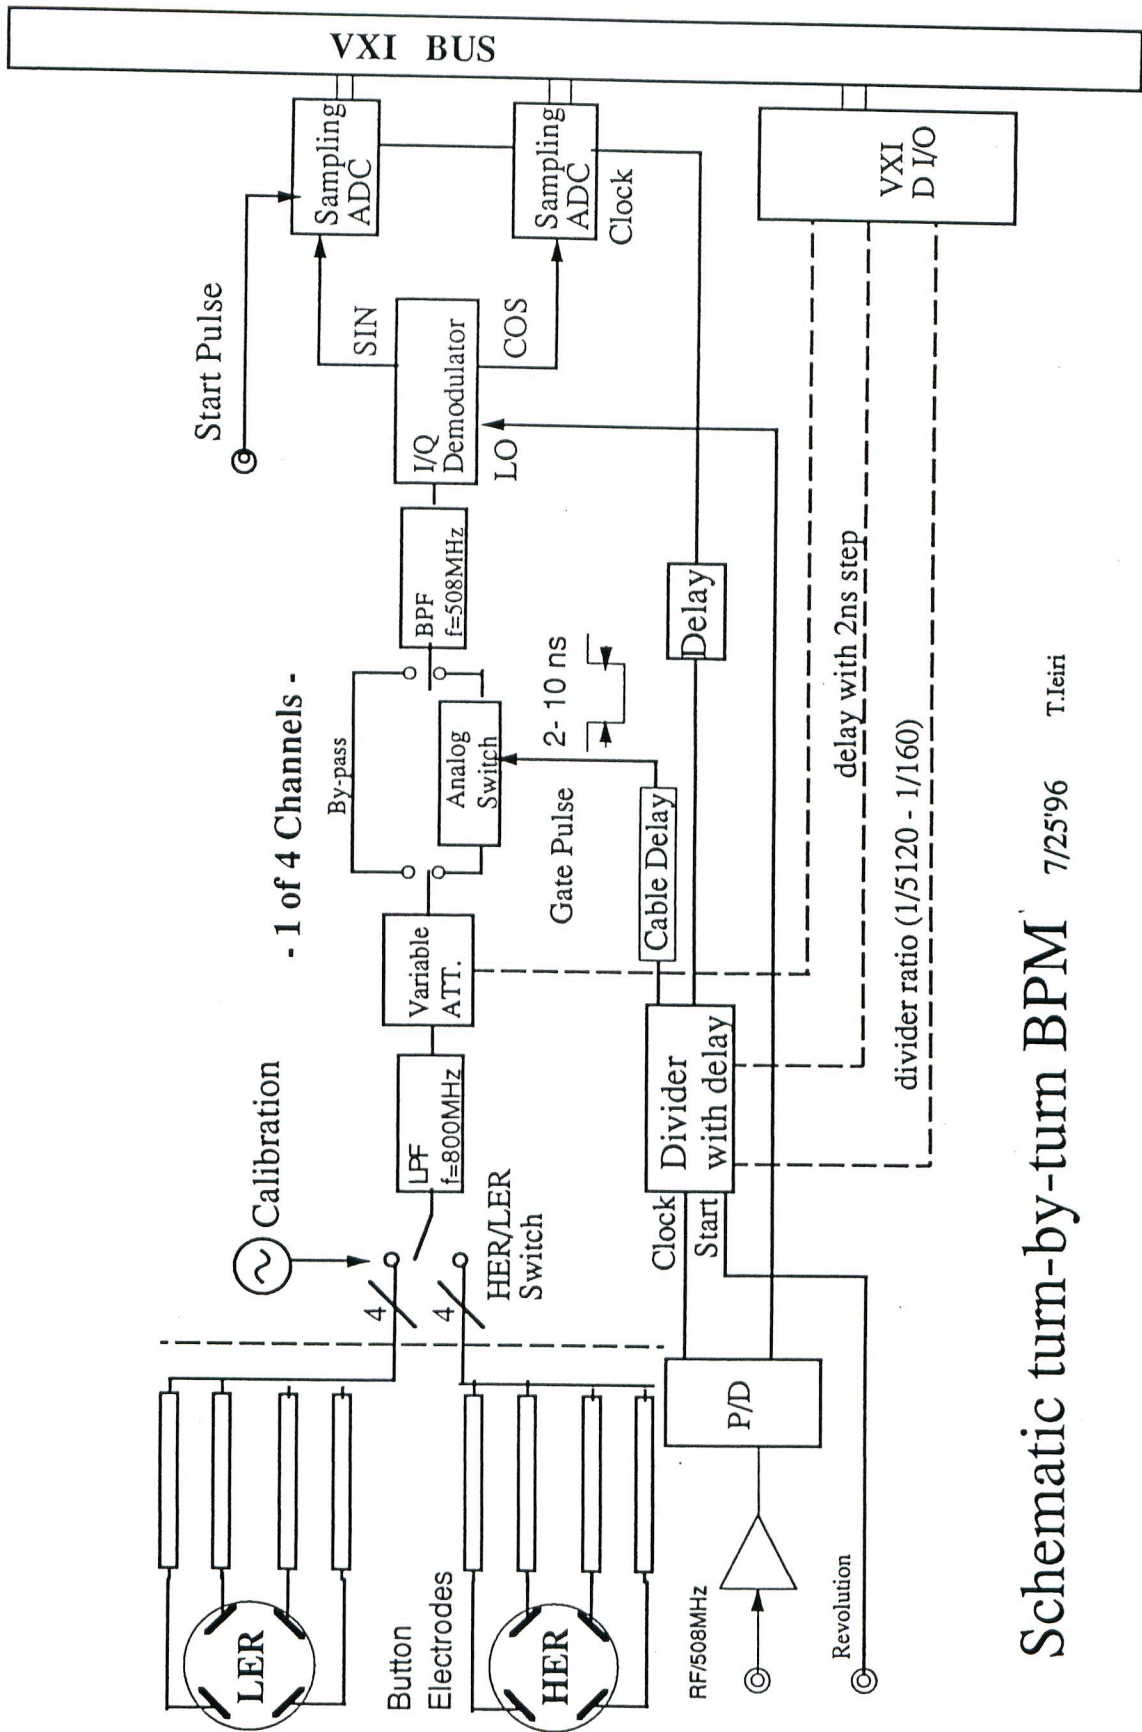 VXI BUS
Start Pulse
Sampling
ADC
Sampling
ADC
Clock
VXI
D I/O
SIN
COS
I/Q
Demodulator
LO
- 1 of 4 Channels -
By-pass
BPF
f=508MHz
Analog
Switch
2- 10 ns
Gate Pulse
Delay
Cable Delay
Variable
ATT.
Calibration
LPF
f=800MHz
HER/LER
Switch
4
4
Clock
Start
Divider
with delay
delay with 2ns step
divider ratio (1/5120 - 1/160)
LER
Button
Electrodes
HER
P/D
RF/508MHz
Revolution
Schematic turn-by-turn BPM 7/25'96 T.Ieiri